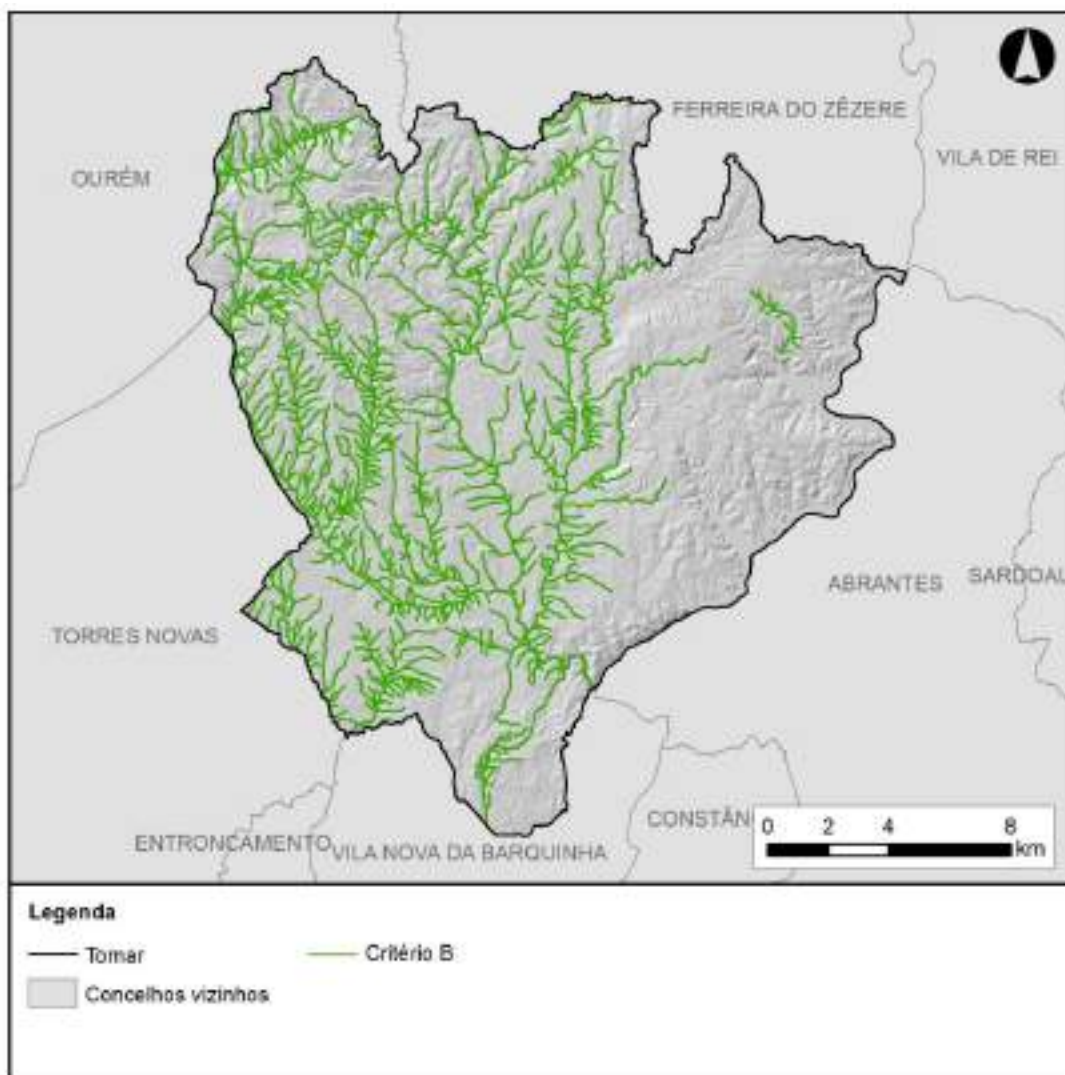 FERREIRA DO ZÊZERE
VILA DE REI
OURÉM
ABRANTES
SARDOAL
TORRES NOVAS
CONSTÂN
0 2 4 8
km
ENTRONCAMENTO
VILA NOVA DA BARQUINHA
Legenda
Tomar
Critério B
Concelhos vizinhos